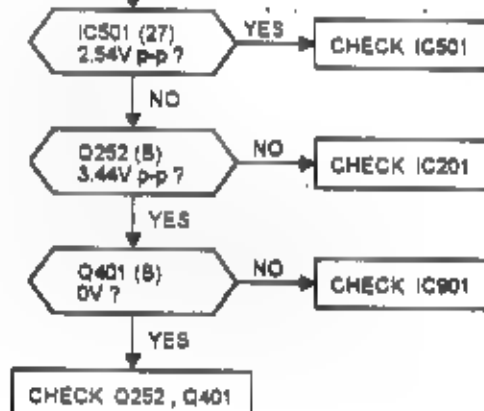 IC501 (27)
2.54V p-p ?
YES
CHECK IC501
NO
Q252 (B)
3.44V p-p ?
NO
CHECK IC201
YES
Q401 (B)
0V ?
NO
CHECK IC901
YES
CHECK Q252 , Q401